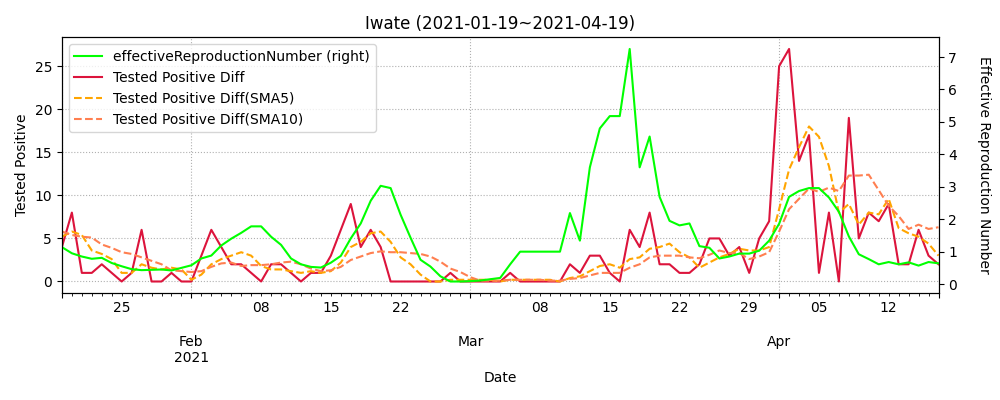 Iwate (2021-01-19~2021-04-19)
effectiveReproductionNumber (right)
Tested Positive Diff
Tested Positive Diff(SMA5)
Tested Positive Diff(SMA10)
Tested Positive
25
20
15
10
5
0
Effective Reproduction Number
7
6
5
4
3
2
1
0
25 08 15 22 08 15 22 29 05 12
Feb Mar Apr
2021
Date